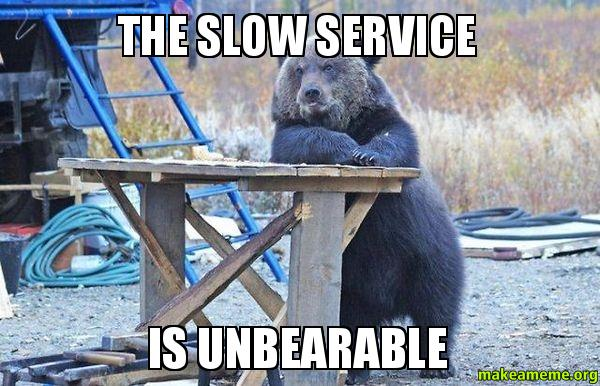 THE SLOW SERVICE
IS UNBEARABLE
makeameme.org